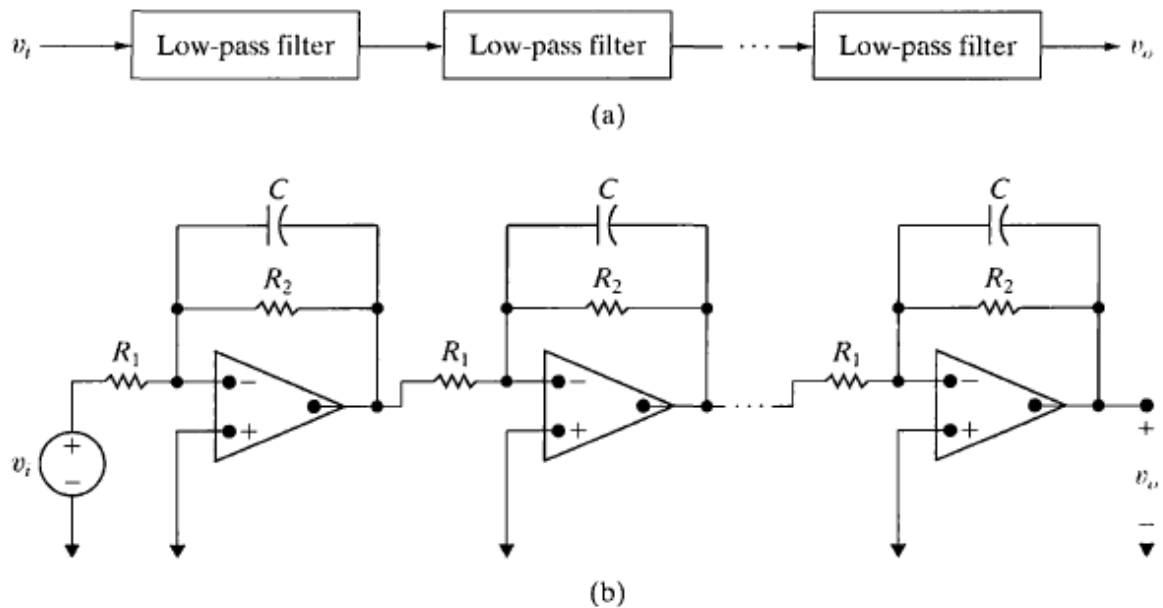 v_i Low-pass filter Low-pass filter ... Low-pass filter v_o
(a)
C C C
R_2 R_2 R_2
R_1 − R_1 − R_1 −
+ + + ... +
+ − v_i v_o −
(b)